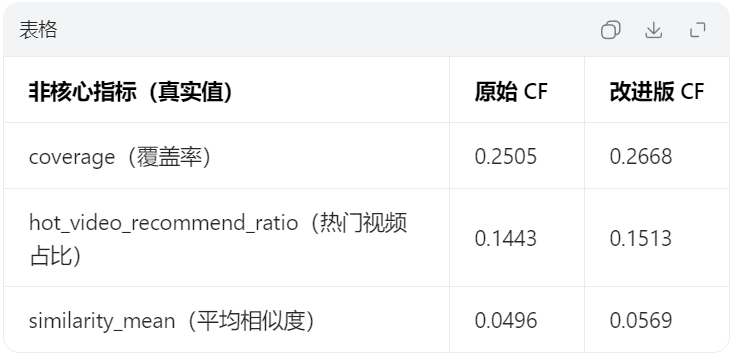 表格
非核心指标（真实值） 原始 CF 改进版 CF
coverage（覆盖率） 0.2505 0.2668
hot_video_recommend_ratio（热门视频
占比） 0.1443 0.1513
similarity_mean（平均相似度） 0.0496 0.0569